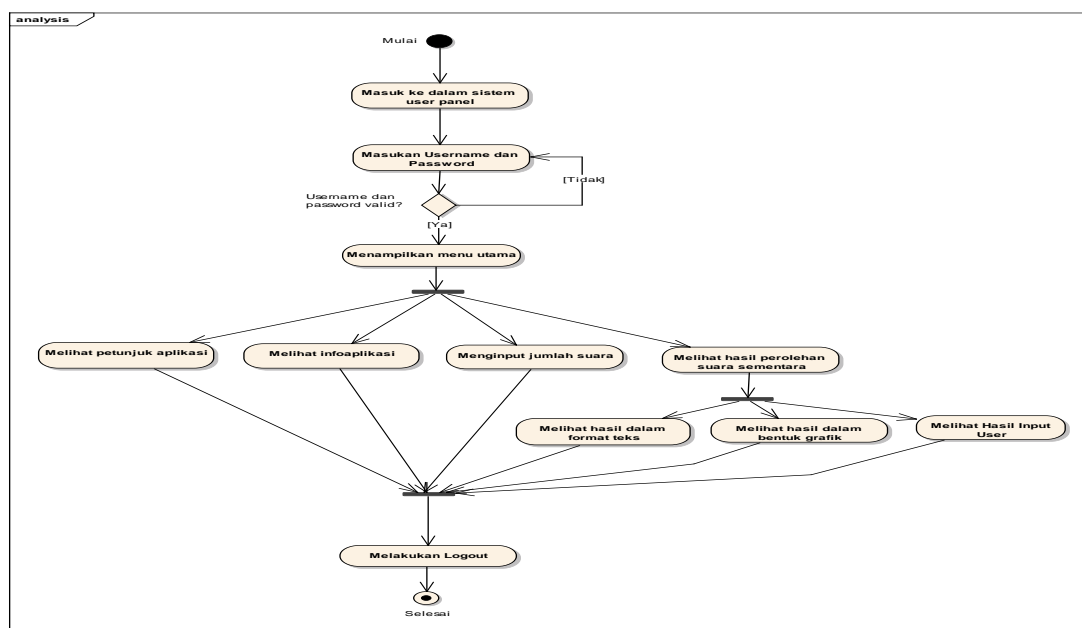 analysis
Mulai
Masuk ke dalam sistem
user panel
Masukan Username dan
Password
[Tidak]
Username dan
password valid?
[Ya]
Menampilkan menu utama
Melihat petunjuk aplikasi
Melihat infoaplikasi
Menginput jumlah suara
Melihat hasil perolehan
suara sementara
Melihat hasil dalam
format teks
Melihat hasil dalam
bentuk grafik
Melihat Hasil Input
User
Melakukan Logout
Selesai